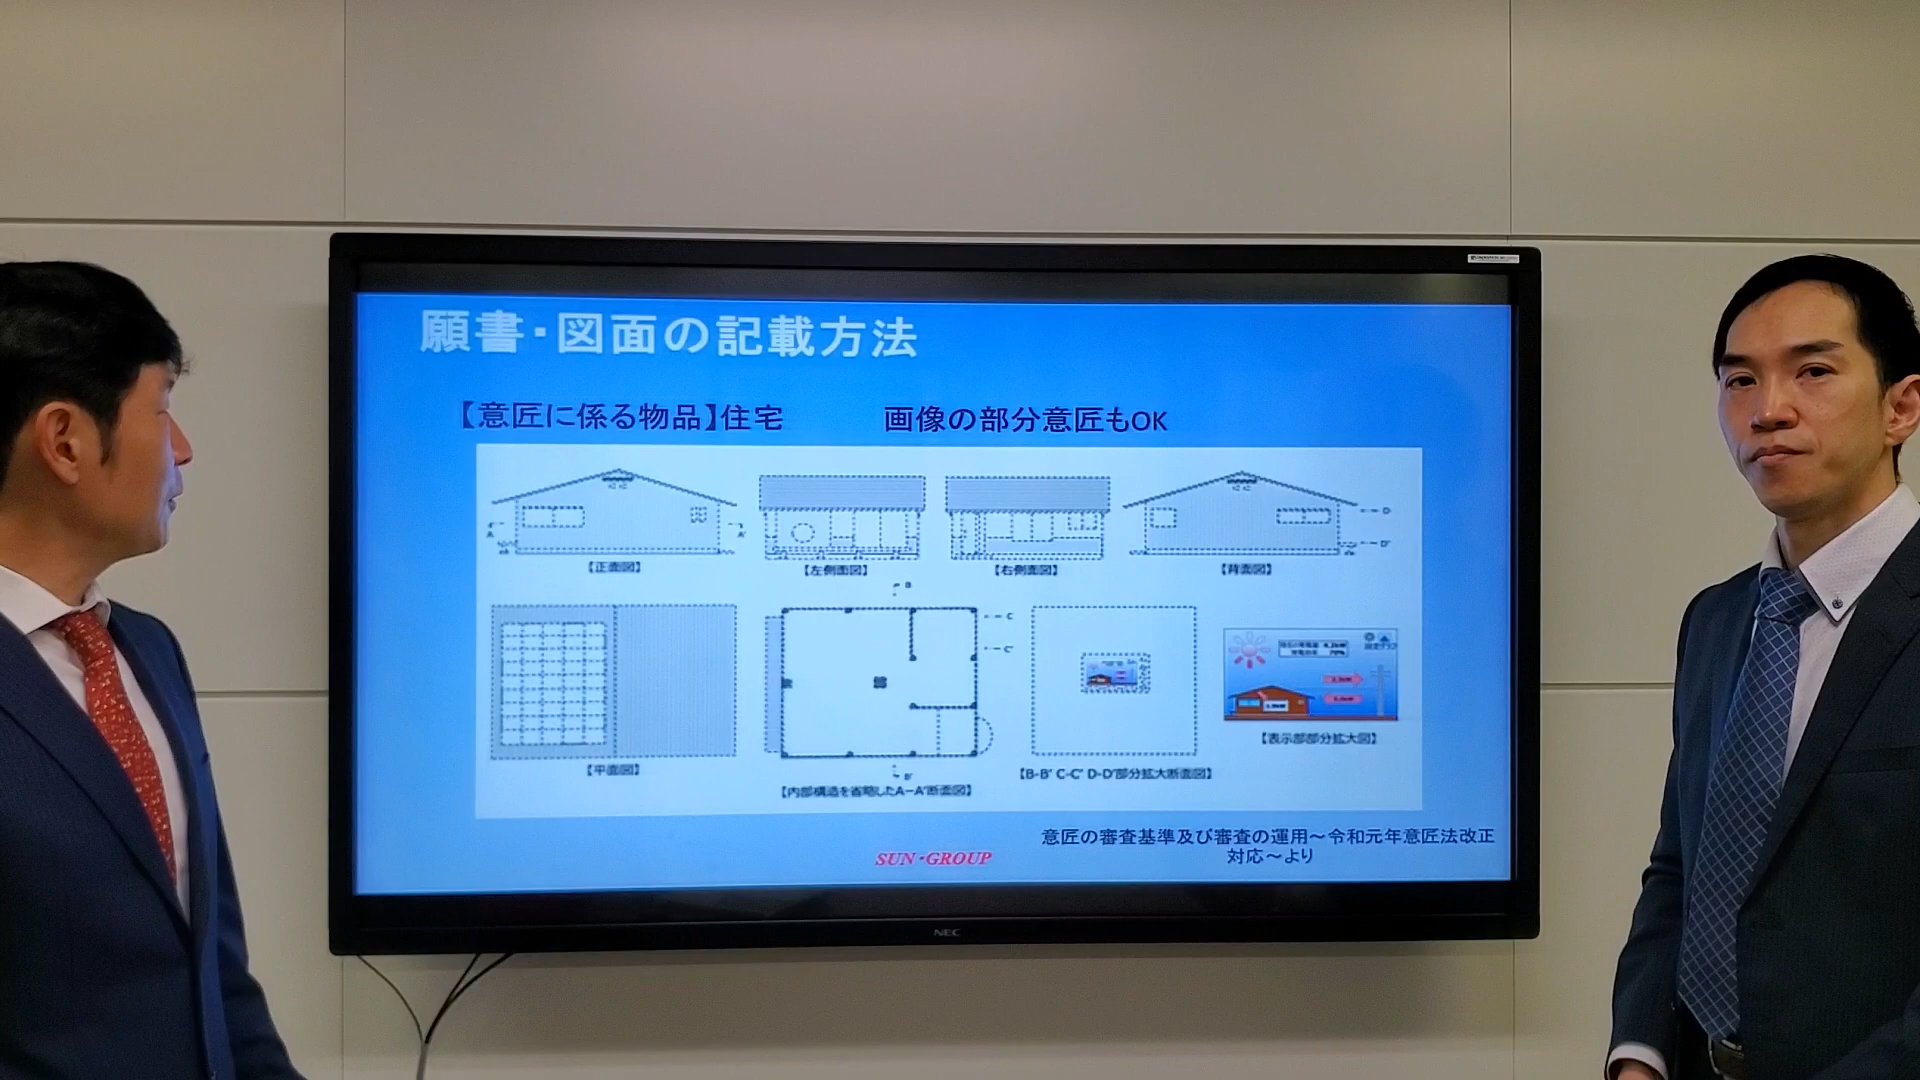 願書・図面の記載方法
【意匠に係る物品】住宅
画像の部分意匠もOK
A
A'
D
D'
【正面図】
【左側面図】
【右側面図】
【背面図】
B
C
C'
B'
【平面図】
【内部構造を省略したA-A'断面図】
【B-B' C-C' D-D'部分拡大断面図】
【表示部部分拡大図】
意匠の審査基準及び審査の運用～令和元年意匠法改正
対応～より
SUN・GROUP
NEC